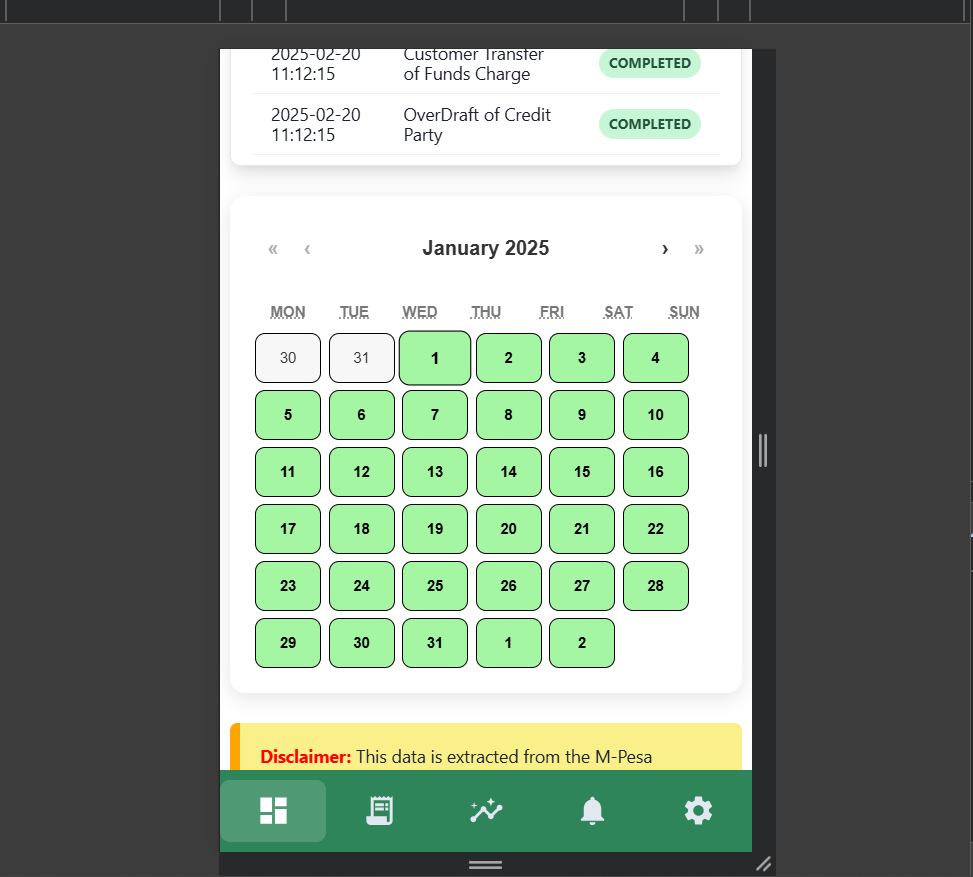 2025-02-20 Customer Transfer
11:12:15 of Funds Charge COMPLETED
2025-02-20 OverDraft of Credit
11:12:15 Party COMPLETED
« ‹ January 2025 › »
MON TUE WED THU FRI SAT SUN
30 31 1 2 3 4
5 6 7 8 9 10
11 12 13 14 15 16
17 18 19 20 21 22
23 24 25 26 27 28
29 30 31 1 2
Disclaimer: This data is extracted from the M-Pesa